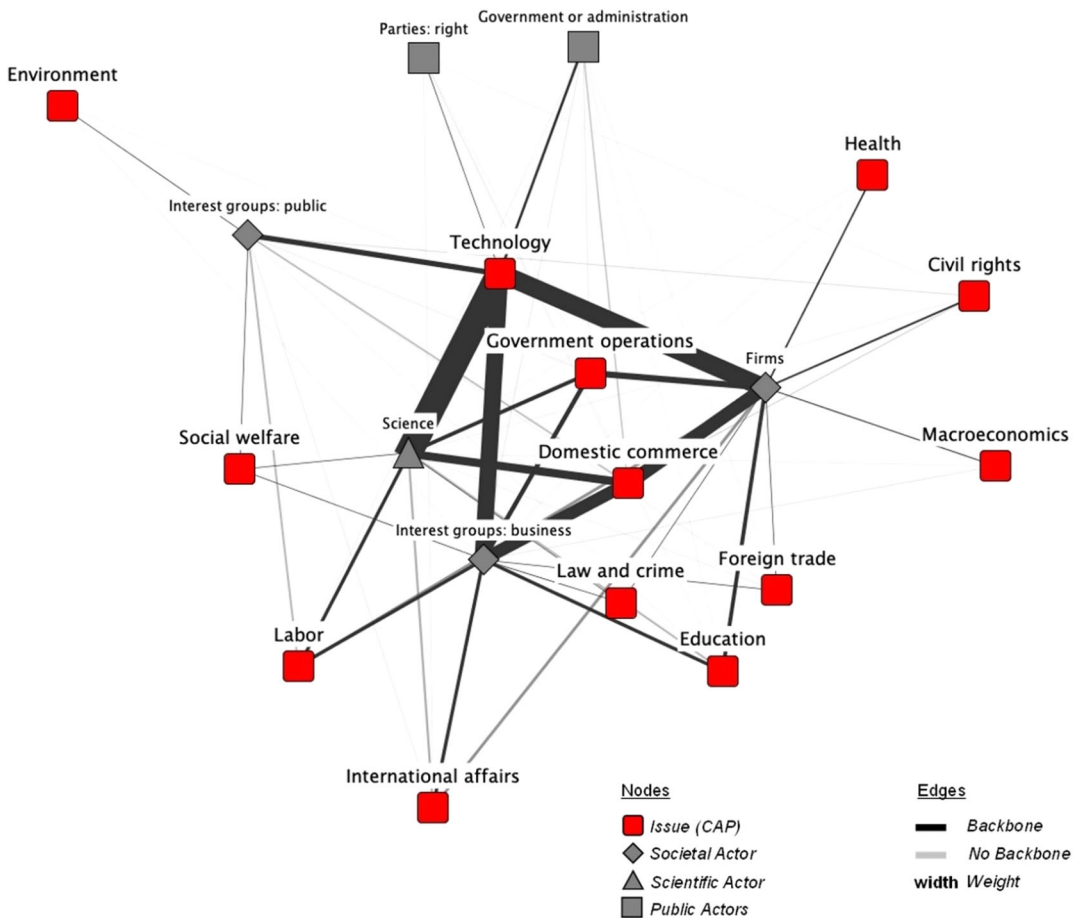 Government or administration
Parties: right
Environment
Health
Interest groups: public
Technology
Civil rights
Government operations
Firms
Science
Social welfare
Domestic commerce
Macroeconomics
Interest groups: business
Law and crime
Foreign trade
Labor
Education
International affairs
Nodes
Edges
Issue (CAP)
Backbone
Societal Actor
No Backbone
Scientific Actor
width Weight
Public Actors